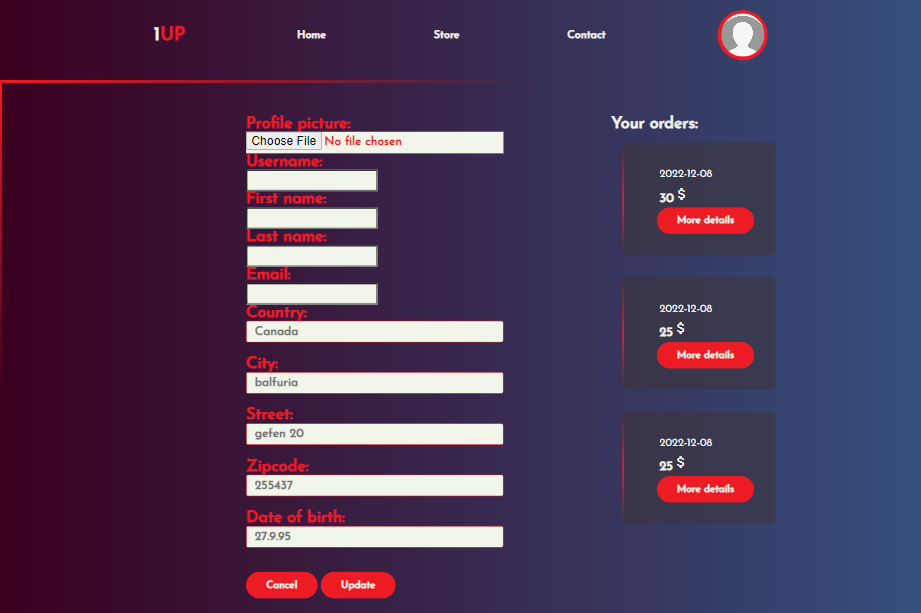 1UP
Home
Store
Contact
Profile picture:
Choose File No file chosen
Username:
First name:
Last name:
Email:
Country:
Canada
City:
balfuria
Street:
gefen 20
Zipcode:
255437
Date of birth:
27.9.95
Cancel
Update
Your orders:
2022-12-08
30 $
More details
2022-12-08
25 $
More details
2022-12-08
25 $
More details